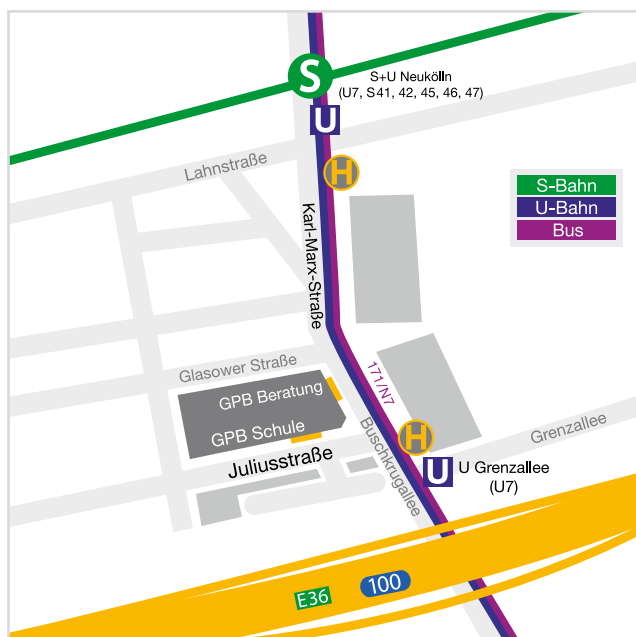 S
S+U Neukölln
(U7, S41, 42, 45, 46, 47)
U
Lahnstraße
H
S-Bahn
U-Bahn
Bus
Karl-Marx-Straße
Glasower Straße
171/N7
GPB Beratung
GPB Schule
Buschkrugallee
H
Grenzallee
Juliusstraße
U
U Grenzallee
(U7)
E36
100